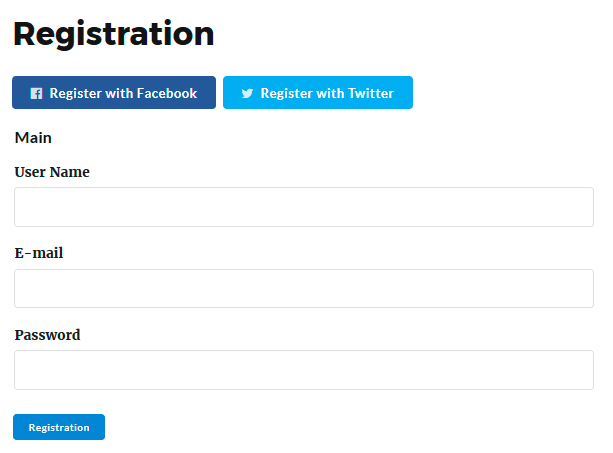 Registration
Register with Facebook
Register with Twitter
Main
User Name
E-mail
Password
Registration